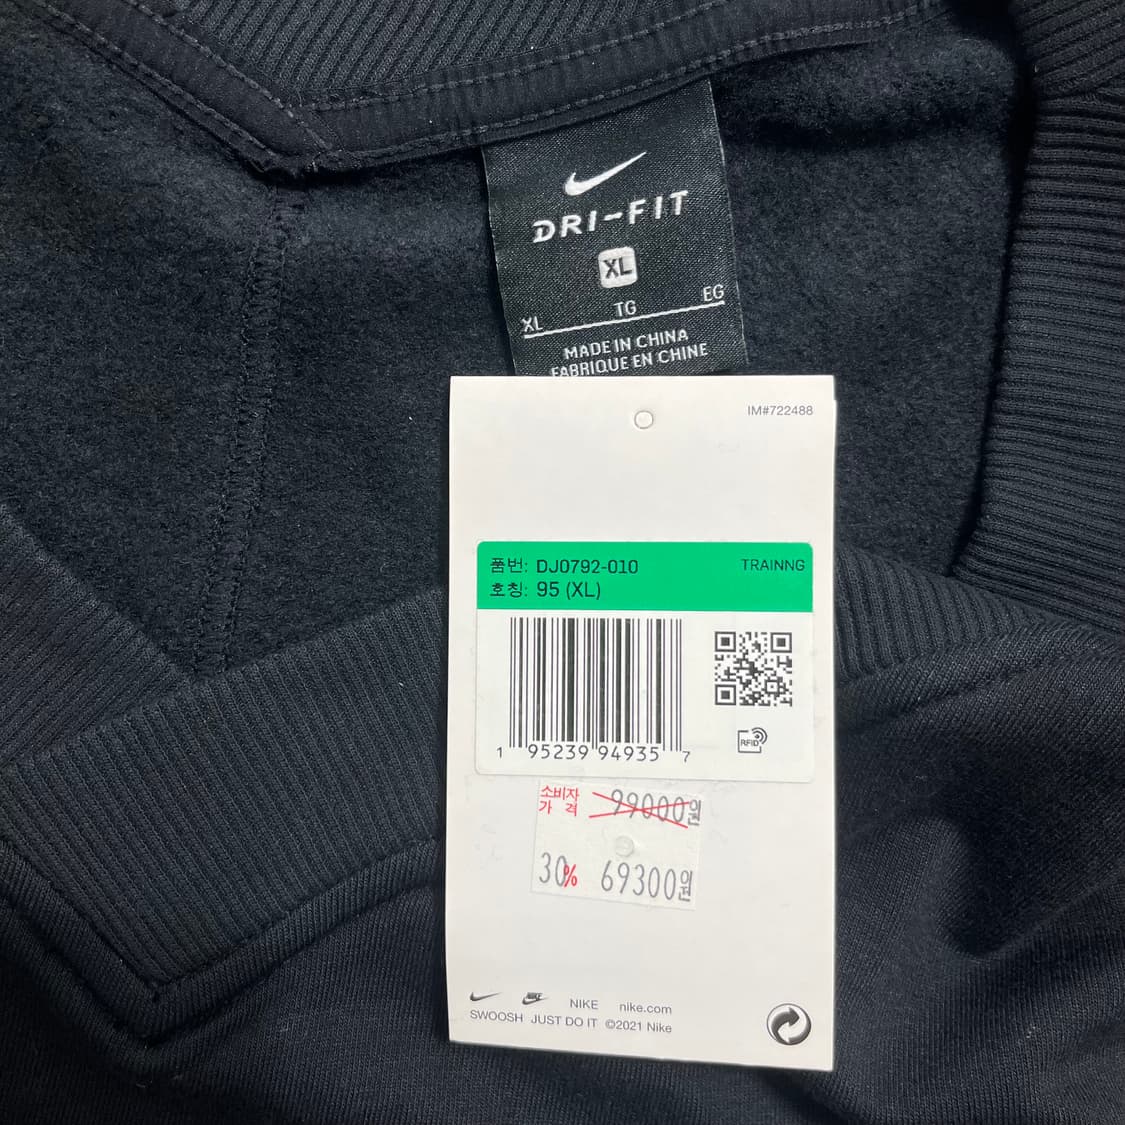 DRI-FIT
XL
XL TG EG
MADE IN CHINA
FABRIQUE EN CHINE
IM#722488
품번: DJ0792-010 TRAINNG
호칭: 95 (XL)
1 95239 94935 7
RFID
소비자
가 격 99000원
30% 69300원
NIKE
NIKE nike.com
SWOOSH JUST DO IT ©2021 Nike